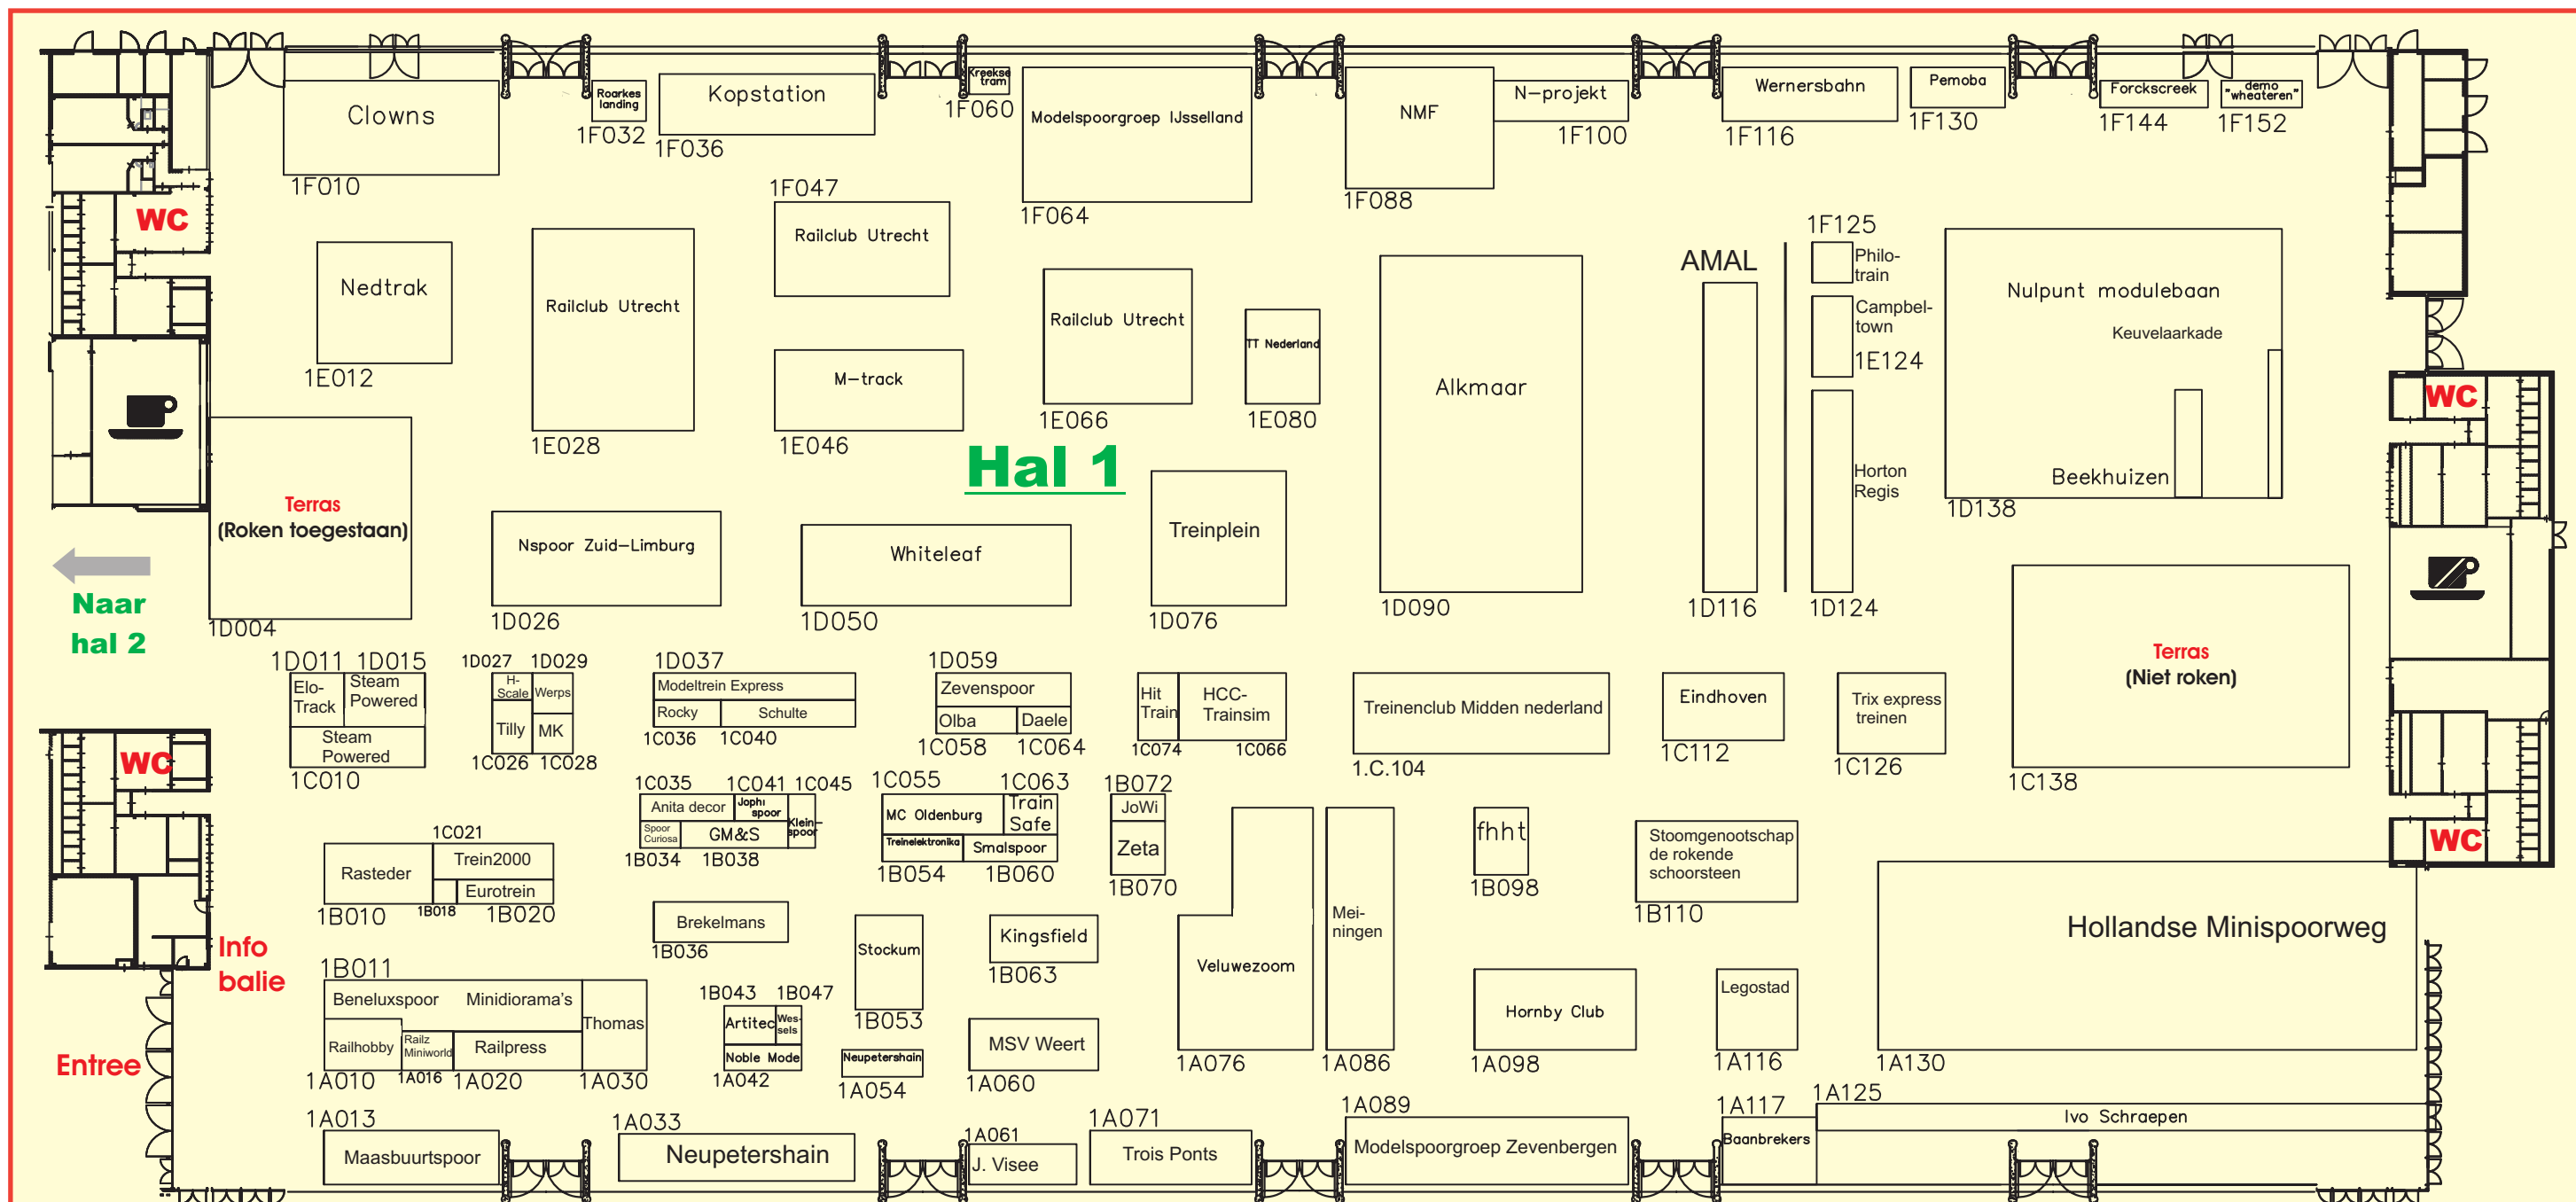 Clowns
1F010
Roarkes
landing
1F032
Kopstation
1F036
Kreekse
tram
1F060
Modelspoorgroep IJsselland
1F064
NMF
1F088
N-projekt
1F100
Wernersbahn
1F116
Pemoba
1F130
Forckscreek
1F144
demo
"wheateren"
1F152
WC
Nedtrak
1E012
Railclub Utrecht
1E028
1F047
Railclub Utrecht
M-track
1E046
Railclub Utrecht
1E066
TT Nederland
1E080
Alkmaar
1D090
AMAL
1D116
1F125
Philo-
train
Campbel-
town
1E124
Horton
Regis
1D124
Nulpunt modulebaan
Keuvelaarkade
Beekhuizen
1D138
WC
Hal 1
Terras
(Roken toegestaan)
1D004
Naar
hal 2
Nspoor Zuid-Limburg
1D026
Whiteleaf
1D050
Treinplein
1D076
Terras
(Niet roken)
1C138
1D011 1D015
Elo-
Track
Steam
Powered
Steam
Powered
1C010
1D027 1D029
H-
Scale
Werps
Tilly
MK
1C026 1C028
1D037
Modeltrein Express
Rocky
Schulte
1C036
1C040
1D059
Zevenspoor
Olba
Daele
1C058 1C064
Hit
Train
HCC-
Trainsim
1C074
1C066
Treinenclub Midden nederland
1.C.104
Eindhoven
1C112
Trix express
treinen
1C126
WC
1C035
1C041
1C045
Anita decor
Jophi
spoor
Klein-
spoor
Spoor
Curiosa
GM&S
1B034
1B038
1C055
1C063
MC Oldenburg
Train
Safe
Treinelektronika
Smalspoor
1B054
1B060
1B072
JoWi
Zeta
1B070
fhht
1B098
Stoomgenootschap
de rokende
schoorsteen
1B110
WC
1C021
Rasteder
Trein2000
Eurotrein
1B010
1B018
1B020
Brekelmans
1B036
Stockum
1B053
Kingsfield
1B063
Veluwezoom
1A076
Mei-
ningen
1A086
Hornby Club
1A098
Legostad
1A116
Hollandse Minispoorweg
1A130
Info
balie
Entree
1B011
Beneluxspoor
Minidiorama's
Thomas
Railhobby
Railz
Miniworld
Railpress
1A010
1A016
1A020
1A030
1B043
1B047
Artitec
Wes-
sels
Noble Mode
1A042
Neupetershain
1A054
MSV Weert
1A060
1A013
Maasbuurtspoor
1A033
Neupetershain
1A061
J. Visee
1A071
Trois Ponts
1A089
Modelspoorgroep Zevenbergen
1A117
Baanbrekers
1A125
Ivo Schraepen